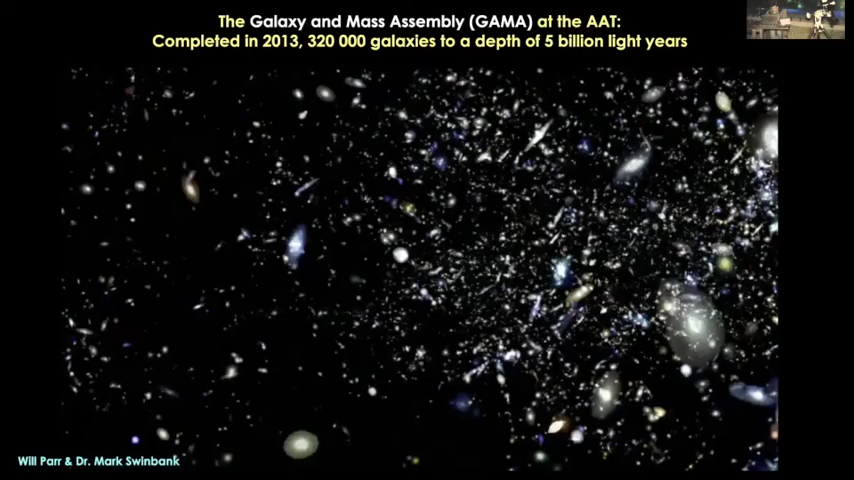 The Galaxy and Mass Assembly (GAMA) at the AAT:
Completed in 2013, 320 000 galaxies to a depth of 5 billion light years
Will Parr & Dr. Mark Swinbank